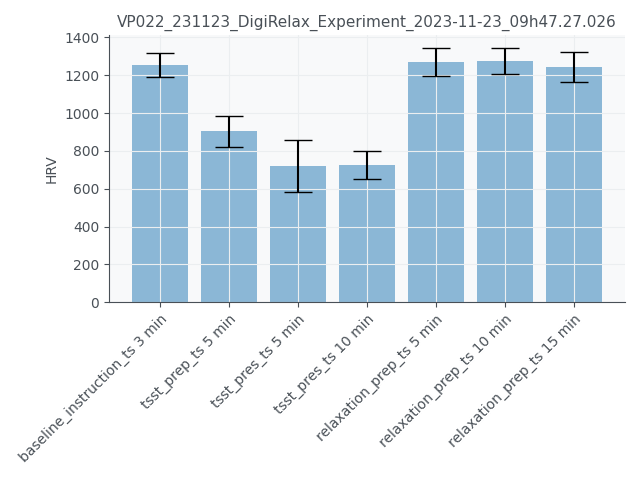 VP022_231123_DigiRelax_Experiment_2023-11-23_09h47.27.026
HRV
1400
1200
1000
800
600
400
200
0
baseline_instruction_ts 3 min
tsst_prep_ts 5 min
tsst_pres_ts 5 min
tsst_pres_ts 10 min
relaxation_prep_ts 5 min
relaxation_prep_ts 10 min
relaxation_prep_ts 15 min